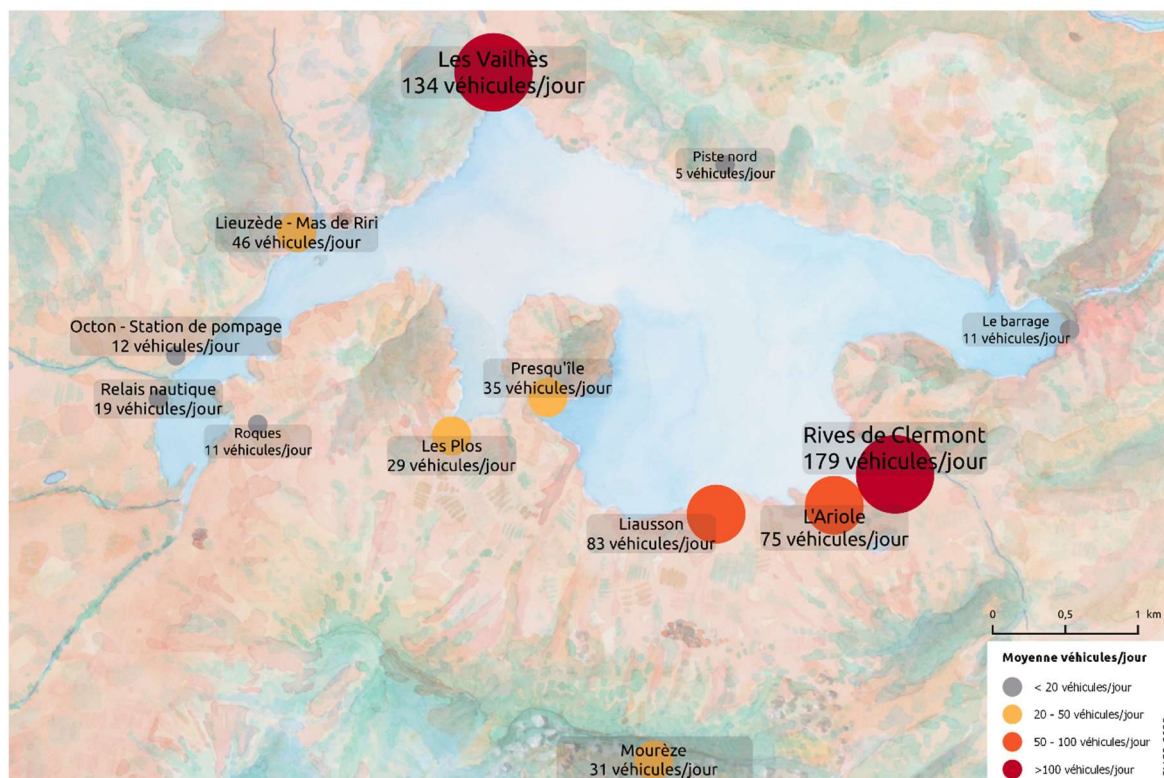 Les Vailhès
134 véhicules/jour
Piste nord
5 véhicules/jour
Lieuzède - Mas de Riri
46 véhicules/jour
Octon - Station de pompage
12 véhicules/jour
Le barrage
11 véhicules/jour
Presqu'île
35 véhicules/jour
Relais nautique
19 véhicules/jour
Roques
11 véhicules/jour
Les Plos
29 véhicules/jour
Rives de Clermont
179 véhicules/jour
Liausson
83 véhicules/jour
L'Ariole
75 véhicules/jour
0 0,5 1 km
Mourèze
31 véhicules/jour
Moyenne véhicules/jour
< 20 véhicules/jour
20 - 50 véhicules/jour
50 - 100 véhicules/jour
>100 véhicules/jour